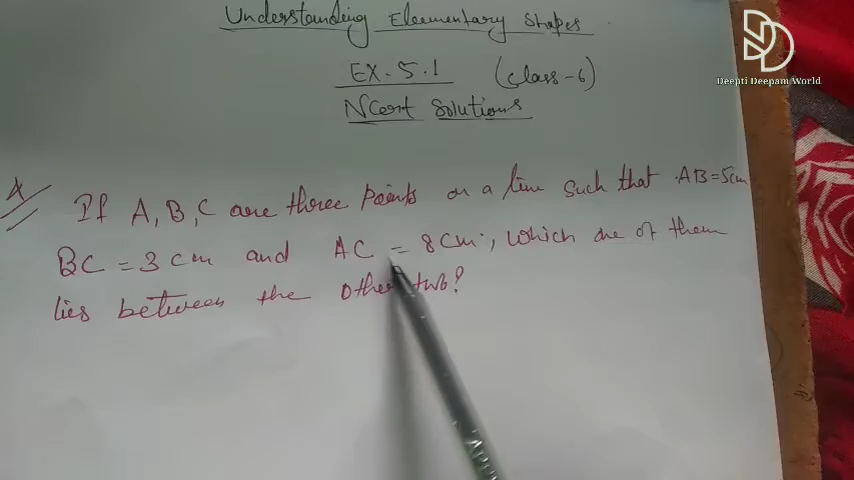 Understanding Elementary Shapes
EX. 5.1 (class-6)
NCert Solutions
Deepti Deepam World
4 If A, B, C are three points on a line such that AB = 5cm
BC = 3 cm and AC = 8 cm, which one of them
lies between the other two?